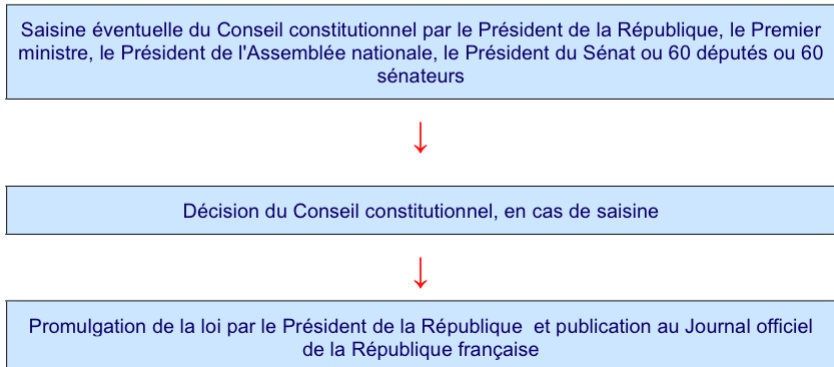 Saisine éventuelle du Conseil constitutionnel par le Président de la République, le Premier
ministre, le Président de l'Assemblée nationale, le Président du Sénat ou 60 députés ou 60
sénateurs
Décision du Conseil constitutionnel, en cas de saisine
Promulgation de la loi par le Président de la République et publication au Journal officiel
de la République française